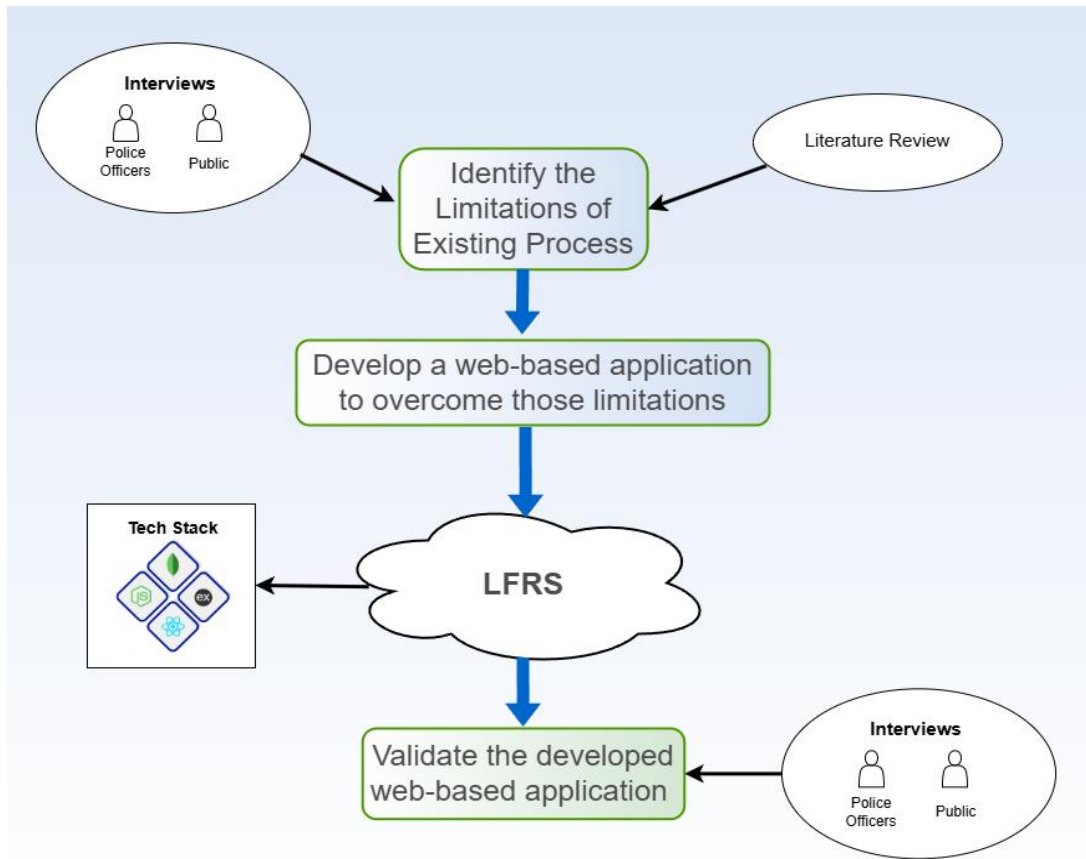 Interviews
Police
Officers
Public
Literature Review
Identify the
Limitations of
Existing Process
Develop a web-based application
to overcome those limitations
Tech Stack
JS
ex
LFRS
Validate the developed
web-based application
Interviews
Police
Officers
Public